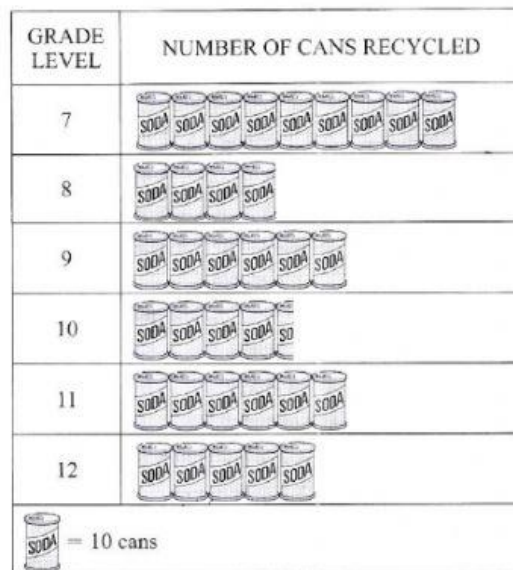 GRADE LEVEL NUMBER OF CANS RECYCLED
7 SODA SODA SODA SODA SODA SODA SODA SODA SODA
8 SODA SODA SODA SODA
9 SODA SODA SODA SODA SODA SODA
10 SODA SODA SODA SODA SO
11 SODA SODA SODA SODA SODA SODA
12 SODA SODA SODA SODA SODA
SODA = 10 cans